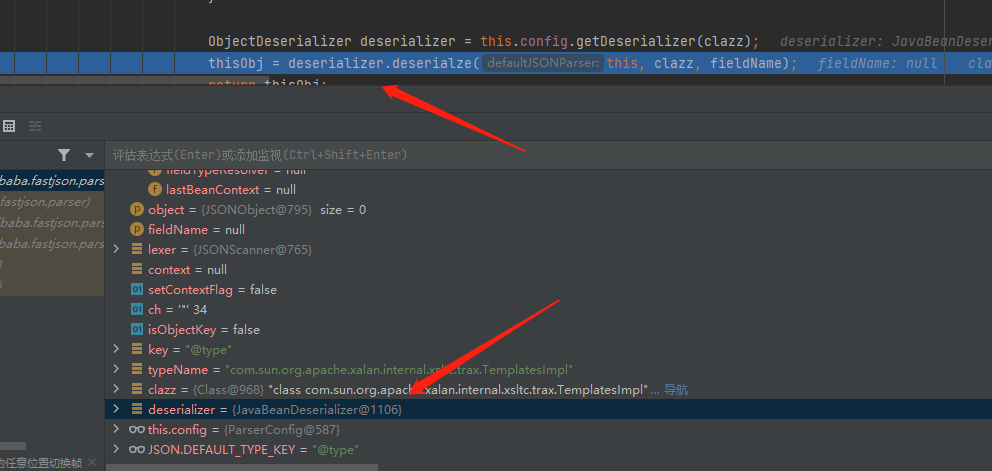 ObjectDeserializer deserializer = this.config.getDeserializer(clazz); deserializer: JavaBeanDeser
thisObj = deserializer.deserialze( defaultJSONParser: this, clazz, fieldName); fieldName: null cla
return thisObj;
评估表达式(Enter)或添加监视(Ctrl+Shift+Enter)
fieldTypeResolver = null
baba.fastjson.pars
f lastBeanContext = null
fastjson.parser)
p object = {JSONObject@795} size = 0
(baba.fastjson.pars
p fieldName = null
baba.fastjson.pars
lexer = {JSONScanner@765}
)
context = null
)
01 setContextFlag = false
01 ch = '"' 34
01 isObjectKey = false
key = "@type"
typeName = "com.sun.org.apache.xalan.internal.xsltc.trax.TemplatesImpl"
clazz = {Class@968} "class com.sun.org.apache.xalan.internal.xsltc.trax.TemplatesImpl"... 导航
deserializer = {JavaBeanDeserializer@1106}
this.config = {ParserConfig@587}
JSON.DEFAULT_TYPE_KEY = "@type"
的任意位置切换帧